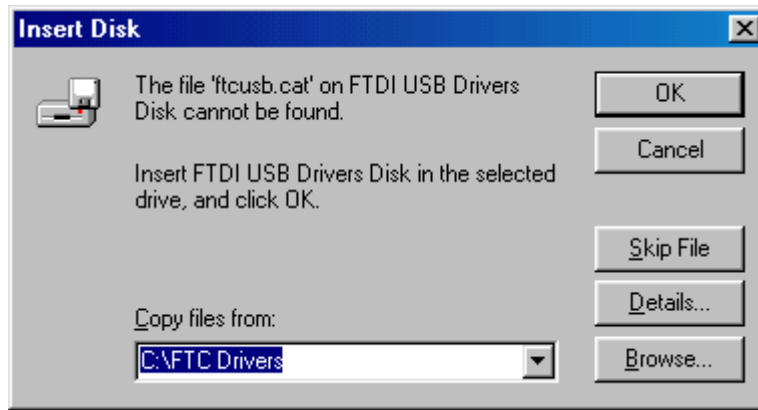 Insert Disk
The file 'ftcusb.cat' on FTDI USB Drivers
Disk cannot be found.
Insert FTDI USB Drivers Disk in the selected
drive, and click OK.
Copy files from:
C:\FTC Drivers
OK
Cancel
Skip File
Details...
Browse...